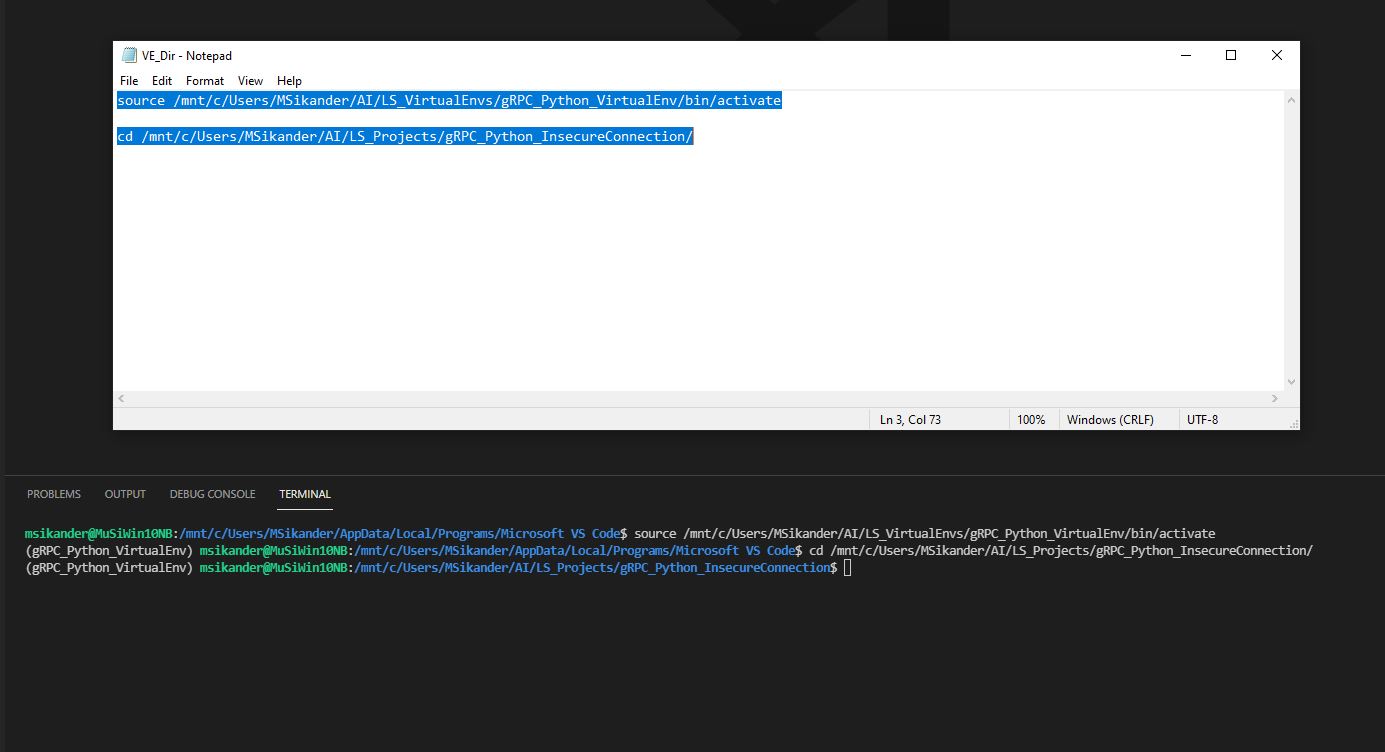 VE_Dir - Notepad
File Edit Format View Help
source /mnt/c/Users/MSikander/AI/LS_VirtualEnvs/gRPC_Python_VirtualEnv/bin/activate
cd /mnt/c/Users/MSikander/AI/LS_Projects/gRPC_Python_InsecureConnection/
Ln 3, Col 73 100% Windows (CRLF) UTF-8
PROBLEMS OUTPUT DEBUG CONSOLE TERMINAL
msikander@MuSiWin10NB:/mnt/c/Users/MSikander/AppData/Local/Programs/Microsoft VS Code$ source /mnt/c/Users/MSikander/AI/LS_VirtualEnvs/gRPC_Python_VirtualEnv/bin/activate
(gRPC_Python_VirtualEnv) msikander@MuSiWin10NB:/mnt/c/Users/MSikander/AppData/Local/Programs/Microsoft VS Code$ cd /mnt/c/Users/MSikander/AI/LS_Projects/gRPC_Python_InsecureConnection/
(gRPC_Python_VirtualEnv) msikander@MuSiWin10NB:/mnt/c/Users/MSikander/AI/LS_Projects/gRPC_Python_InsecureConnection$